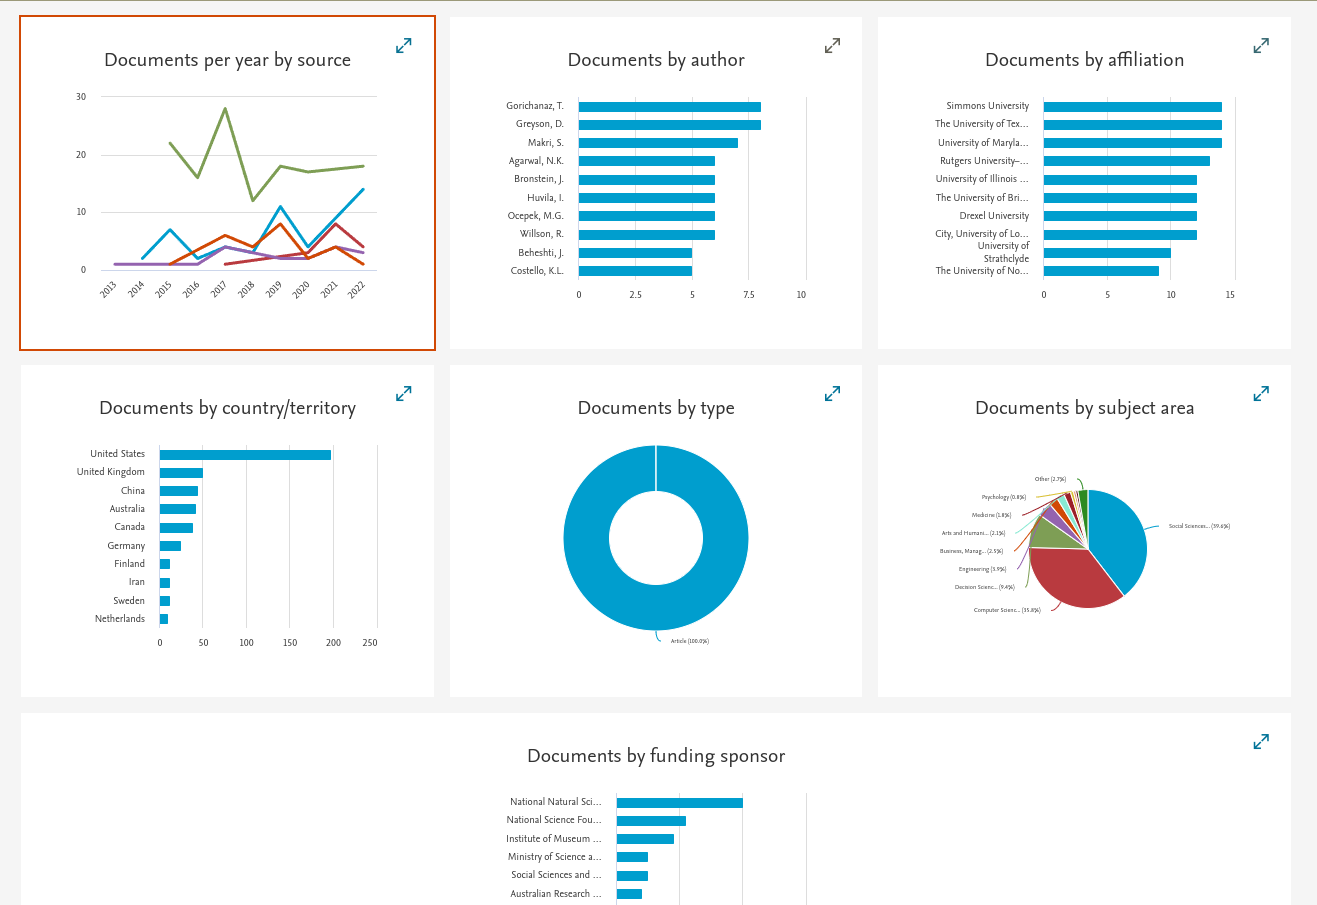 Documents per year by source
30
20
10
0
2013
2014
2015
2016
2017
2018
2019
2020
2021
2022
Documents by author
Gorichanaz, T.
Greyson, D.
Makri, S.
Agarwal, N.K.
Bronstein, J.
Huvila, I.
Ocepek, M.G.
Willson, R.
Beheshti, J.
Costello, K.L.
0
2.5
5
7.5
10
Documents by affiliation
Simmons University
The University of Tex...
University of Maryla...
Rutgers University–...
University of Illinois ...
The University of Bri...
Drexel University
City, University of Lo...
University of
Strathclyde
The University of No...
0
5
10
15
Documents by country/territory
United States
United Kingdom
China
Australia
Canada
Germany
Finland
Iran
Sweden
Netherlands
0
50
100
150
200
250
Documents by type
Article (100.0%)
Documents by subject area
Other (2.7%)
Psychology (0.8%)
Medicine (1.8%)
Arts and Humani... (2.1%)
Business, Manag... (2.5%)
Engineering (3.9%)
Decision Scienc... (9.4%)
Computer Scienc... (35.8%)
Social Sciences... (39.6%)
Documents by funding sponsor
National Natural Sci...
National Science Fou...
Institute of Museum ...
Ministry of Science a...
Social Sciences and ...
Australian Research ...